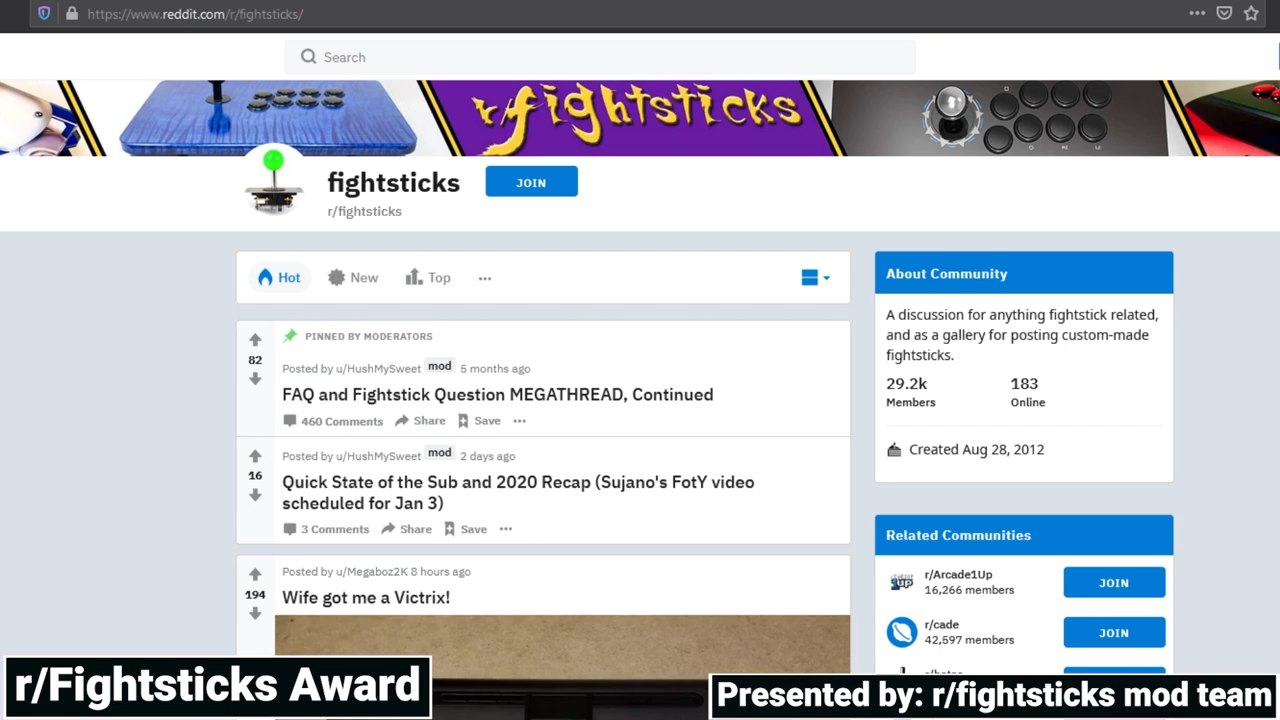 https://www.reddit.com/r/fightsticks/
Search
r/fightsticks
fightsticks
JOIN
r/fightsticks
Hot
New
Top
PINNED BY MODERATORS
82
Posted by u/HushMySweet mod 5 months ago
FAQ and Fightstick Question MEGATHREAD, Continued
460 Comments Share Save
Posted by u/HushMySweet mod 2 days ago
16
Quick State of the Sub and 2020 Recap (Sujano's FotY video
scheduled for Jan 3)
3 Comments Share Save
Posted by u/Megaboz2K 8 hours ago
194
Wife got me a Victrix!
About Community
A discussion for anything fightstick related,
and as a gallery for posting custom-made
fightsticks.
29.2k 183
Members Online
Created Aug 28, 2012
Related Communities
r/Arcade1Up
16,266 members
JOIN
r/cade
42,597 members
JOIN
r/Fightsticks Award
Presented by: r/fightsticks mod team